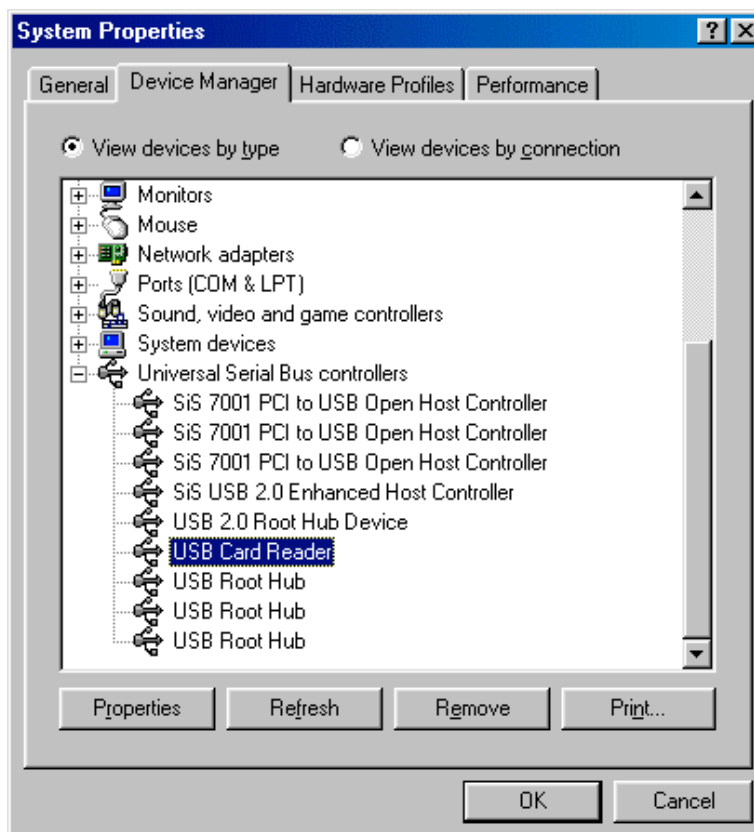 System Properties
General Device Manager Hardware Profiles Performance
View devices by type View devices by connection
Monitors
Mouse
Network adapters
Ports (COM & LPT)
Sound, video and game controllers
System devices
Universal Serial Bus controllers
SiS 7001 PCI to USB Open Host Controller
SiS 7001 PCI to USB Open Host Controller
SiS 7001 PCI to USB Open Host Controller
SiS USB 2.0 Enhanced Host Controller
USB 2.0 Root Hub Device
USB Card Reader
USB Root Hub
USB Root Hub
USB Root Hub
Properties Refresh Remove Print...
OK Cancel